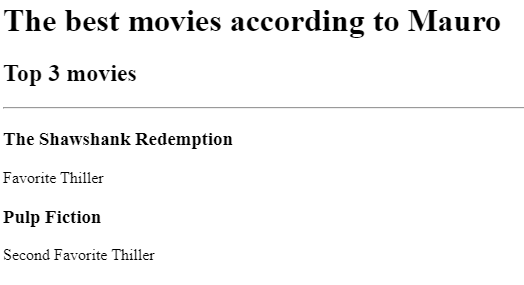 The best movies according to Mauro
Top 3 movies
The Shawshank Redemption
Favorite Thiller
Pulp Fiction
Second Favorite Thiller